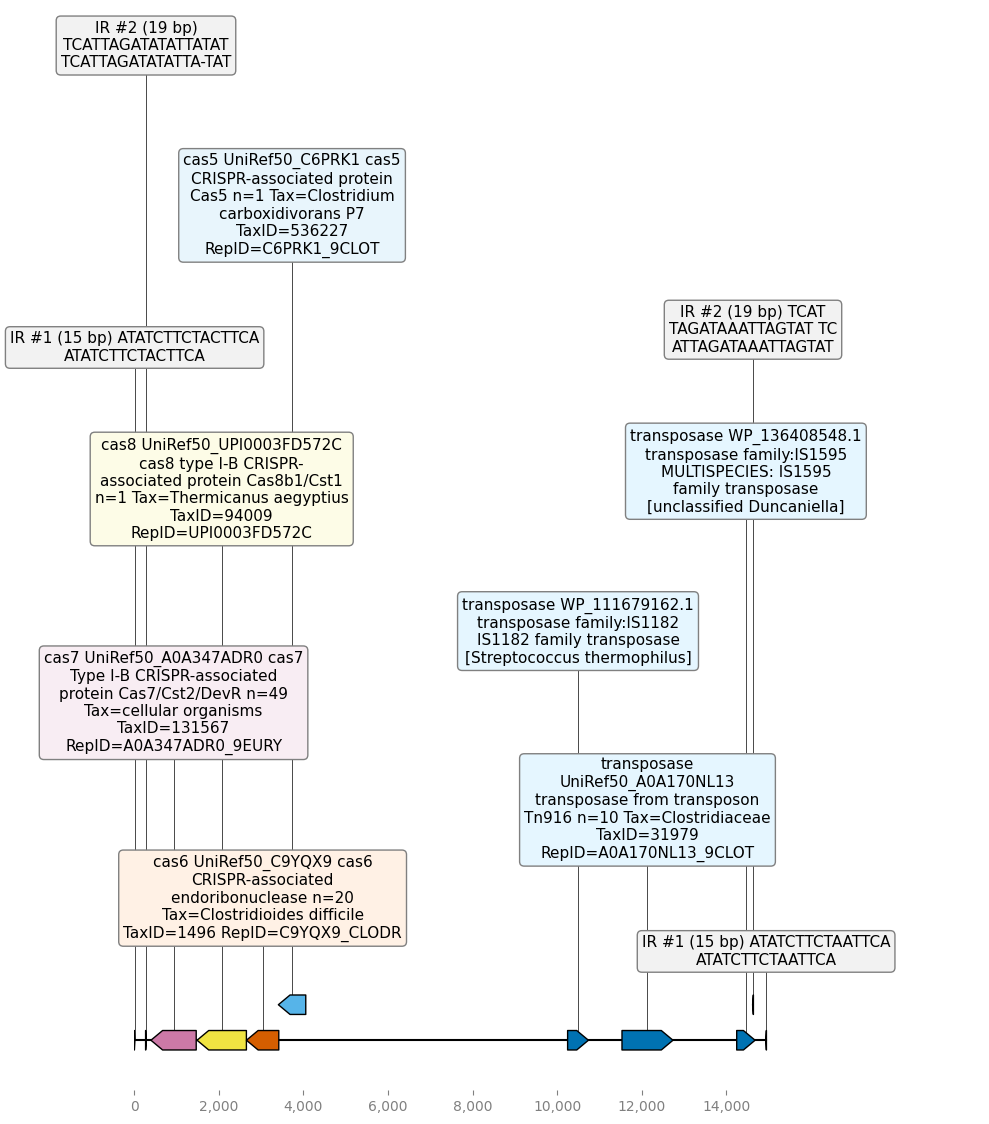 IR #2 (19 bp)
TCATTAGATATATTATAT
TCATTAGATATATTA-TAT
cas5 UniRef50_C6PRK1 cas5
CRISPR-associated protein
Cas5 n=1 Tax=Clostridium
carboxidivorans P7
TaxID=536227
RepID=C6PRK1_9CLOT
IR #2 (19 bp) TCAT
TAGATAAATTAGTAT TC
ATTAGATAAATTAGTAT
IR #1 (15 bp) ATATCTTCTACTTCA
ATATCTTCTACTTCA
cas8 UniRef50_UPI0003FD572C
cas8 type I-B CRISPR-
associated protein Cas8b1/Cst1
n=1 Tax=Thermicanus aegyptius
TaxID=94009
RepID=UPI0003FD572C
transposase WP_136408548.1
transposase family:IS1595
MULTISPECIES: IS1595
family transposase
[unclassified Duncaniella]
transposase WP_111679162.1
transposase family:IS1182
IS1182 family transposase
[Streptococcus thermophilus]
cas7 UniRef50_A0A347ADR0 cas7
Type I-B CRISPR-associated
protein Cas7/Cst2/DevR n=49
Tax=cellular organisms
TaxID=131567
RepID=A0A347ADR0_9EURY
transposase
UniRef50_A0A170NL13
transposase from transposon
Tn916 n=10 Tax=Clostridiaceae
TaxID=31979
RepID=A0A170NL13_9CLOT
cas6 UniRef50_C9YQX9 cas6
CRISPR-associated
endoribonuclease n=20
Tax=Clostridioides difficile
TaxID=1496 RepID=C9YQX9_CLODR
IR #1 (15 bp) ATATCTTCTAATTCA
ATATCTTCTAATTCA
0 2,000 4,000 6,000 8,000 10,000 12,000 14,000